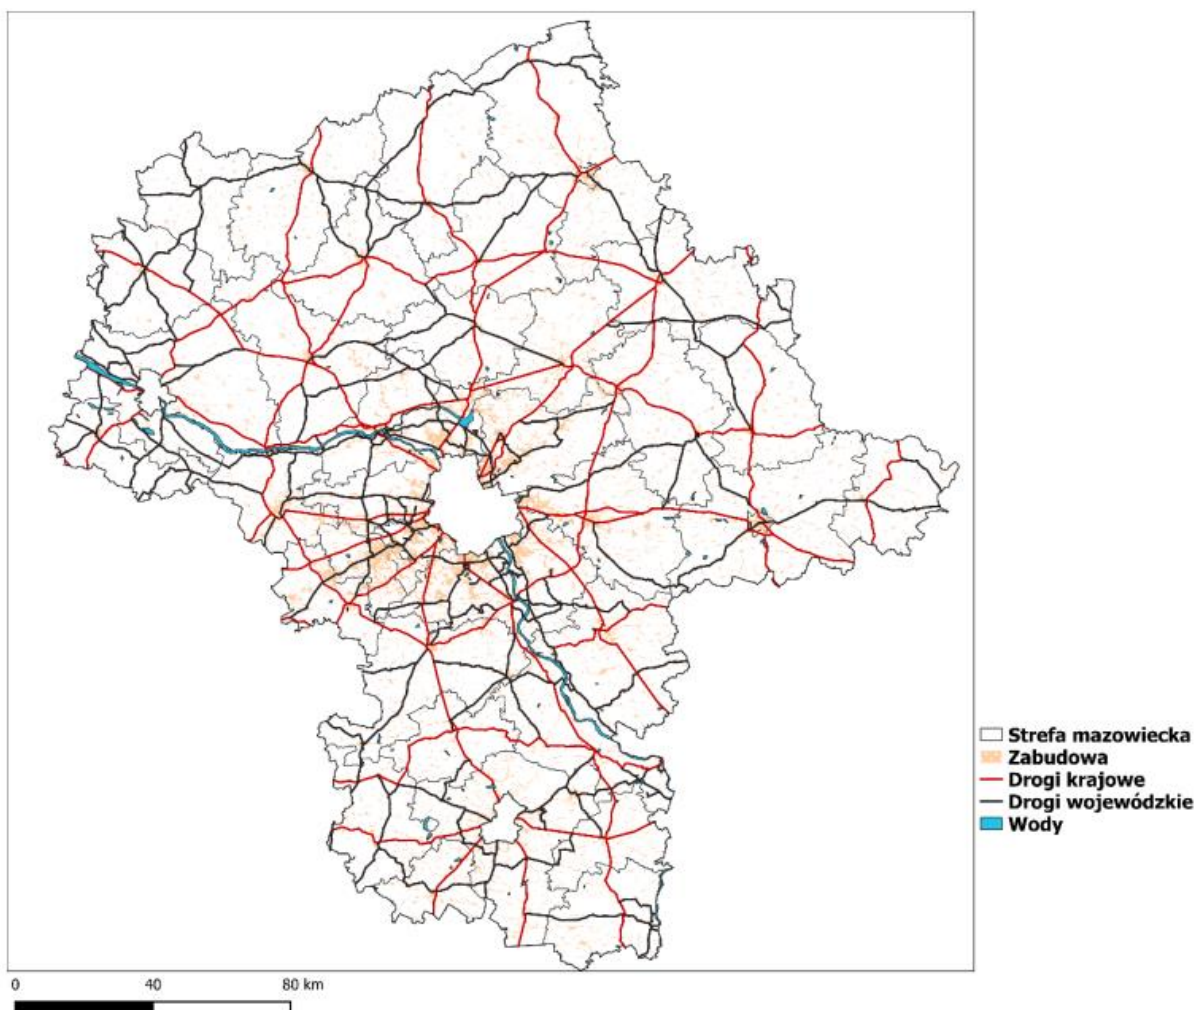 Strefa mazowiecka
Zabudowa
Drogi krajowe
Drogi wojewódzkie
Wody
0 40 80 km